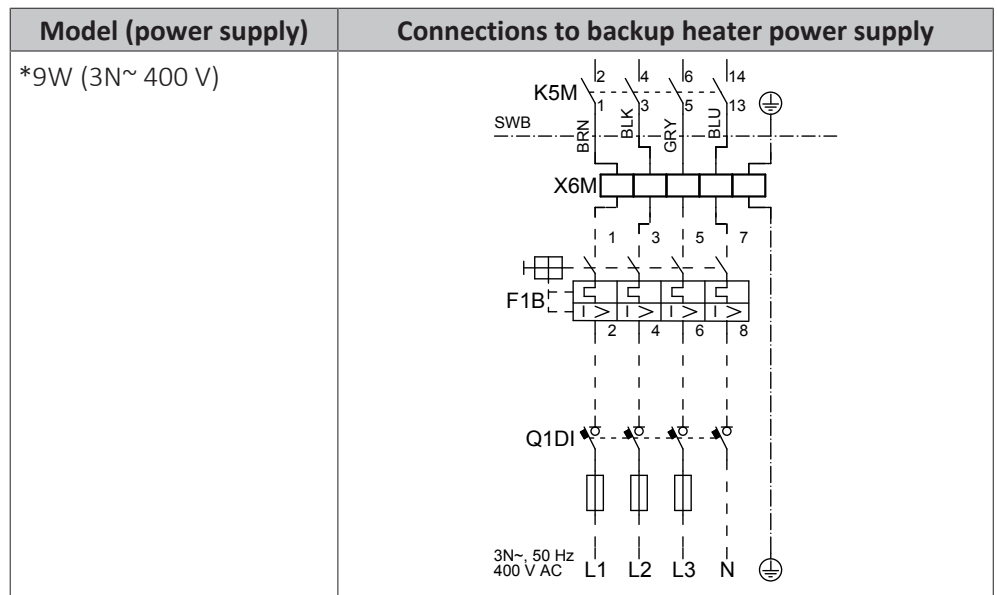 Model (power supply) Connections to backup heater power supply
*9W (3N~ 400 V)
2 4 6 14
K5M
1 3 5 13
SWB
BRN BLK GRY BLU
X6M
1 3 5 7
F1B
I > I > I > I >
2 4 6 8
Q1DI
3N~, 50 Hz
400 V AC L1 L2 L3 N